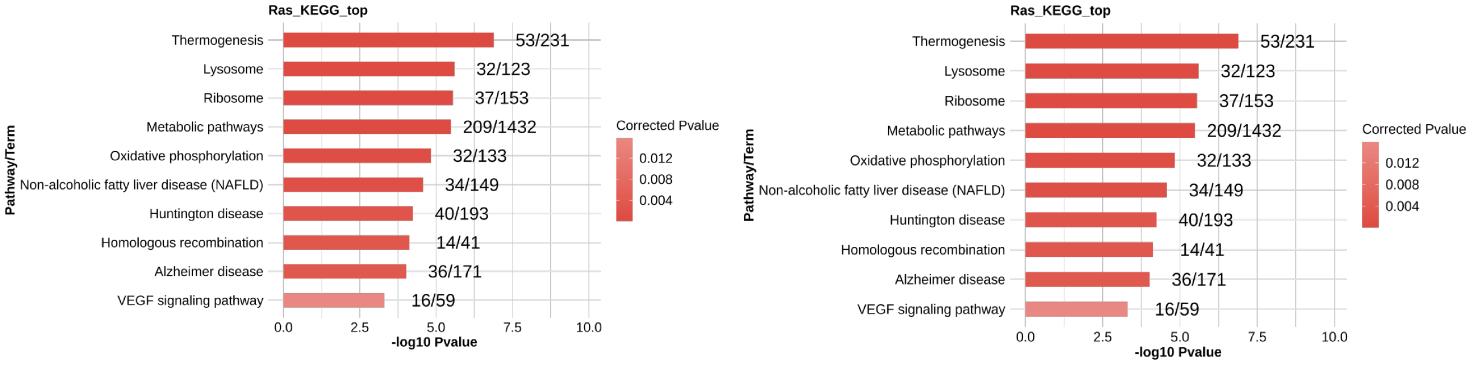 Ras_KEGG_top
Thermogenesis 53/231
Lysosome 32/123
Ribosome 37/153
Metabolic pathways 209/1432
Oxidative phosphorylation 32/133
Non-alcoholic fatty liver disease (NAFLD) 34/149
Huntington disease 40/193
Homologous recombination 14/41
Alzheimer disease 36/171
VEGF signaling pathway 16/59
0.0 2.5 5.0 7.5 10.0
-log10 Pvalue
Pathway/Term
Corrected Pvalue
0.012
0.008
0.004
Ras_KEGG_top
Thermogenesis 53/231
Lysosome 32/123
Ribosome 37/153
Metabolic pathways 209/1432
Oxidative phosphorylation 32/133
Non-alcoholic fatty liver disease (NAFLD) 34/149
Huntington disease 40/193
Homologous recombination 14/41
Alzheimer disease 36/171
VEGF signaling pathway 16/59
0.0 2.5 5.0 7.5 10.0
-log10 Pvalue
Pathway/Term
Corrected Pvalue
0.012
0.008
0.004